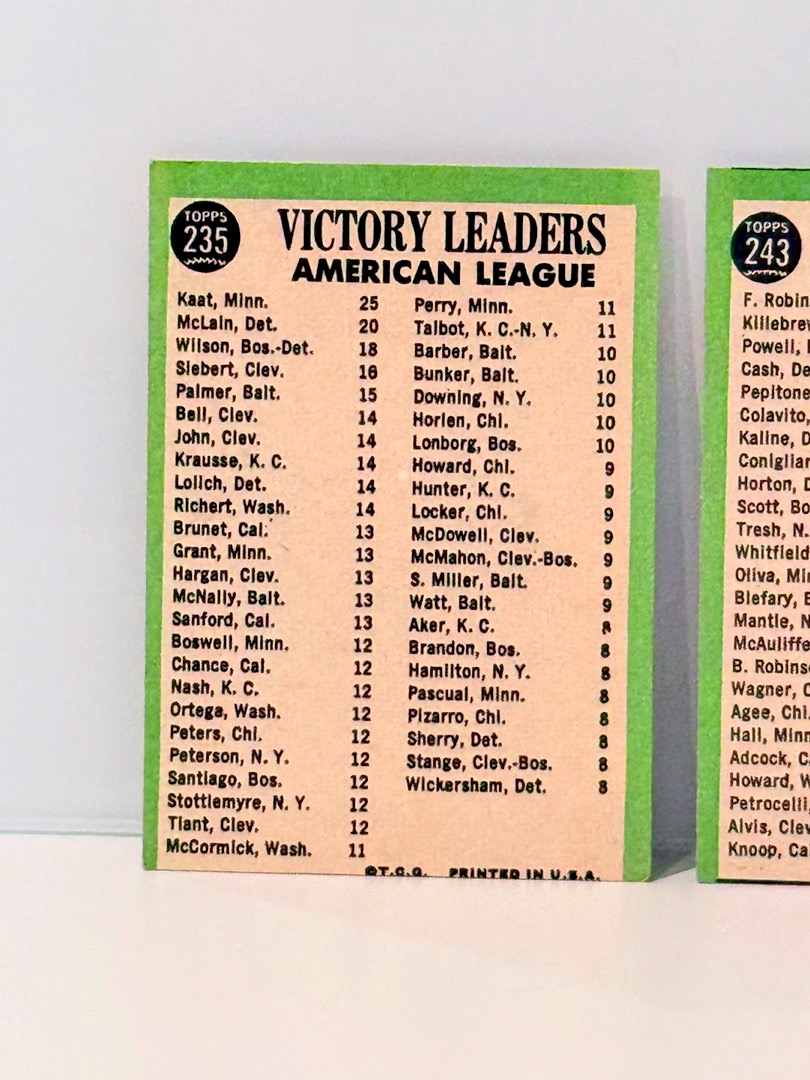 TOPPS
235
VICTORY LEADERS
AMERICAN LEAGUE
Kaat, Minn. 25
McLain, Det. 20
Wilson, Bos.-Det. 18
Siebert, Clev. 16
Palmer, Balt. 15
Bell, Clev. 14
John, Clev. 14
Krausse, K. C. 14
Lolich, Det. 14
Richert, Wash. 14
Brunet, Cal. 13
Grant, Minn. 13
Hargan, Clev. 13
McNally, Balt. 13
Sanford, Cal. 13
Boswell, Minn. 12
Chance, Cal. 12
Nash, K. C. 12
Ortega, Wash. 12
Peters, Chi. 12
Peterson, N. Y. 12
Santiago, Bos. 12
Stottlemyre, N. Y. 12
Tiant, Clev. 12
McCormick, Wash. 11
Perry, Minn. 11
Talbot, K. C.-N. Y. 11
Barber, Balt. 10
Bunker, Balt. 10
Downing, N. Y. 10
Horlen, Chi. 10
Lonborg, Bos. 10
Howard, Chi. 9
Hunter, K. C. 9
Locker, Chi. 9
McDowell, Clev. 9
McMahon, Clev.-Bos. 9
S. Miller, Balt. 9
Watt, Balt. 9
Aker, K. C. 8
Brandon, Bos. 8
Hamilton, N. Y. 8
Pascual, Minn. 8
Pizarro, Chi. 8
Sherry, Det. 8
Stange, Clev.-Bos. 8
Wickersham, Det. 8
©T.C.G. PRINTED IN U.S.A.
TOPPS
243
F. Robin
Killebrew
Powell,
Cash, De
Pepitone
Colavito,
Kaline, D
Coniglia
Horton, D
Scott, Bo
Tresh, N.
Whitfield
Oliva, Mi
Blefary, B
Mantle, N
McAuliffe
B. Robins
Wagner, C
Agee, Chi.
Hall, Minn
Adcock, C
Howard, W
Petrocelli,
Alvis, Clev
Knoop, Ca